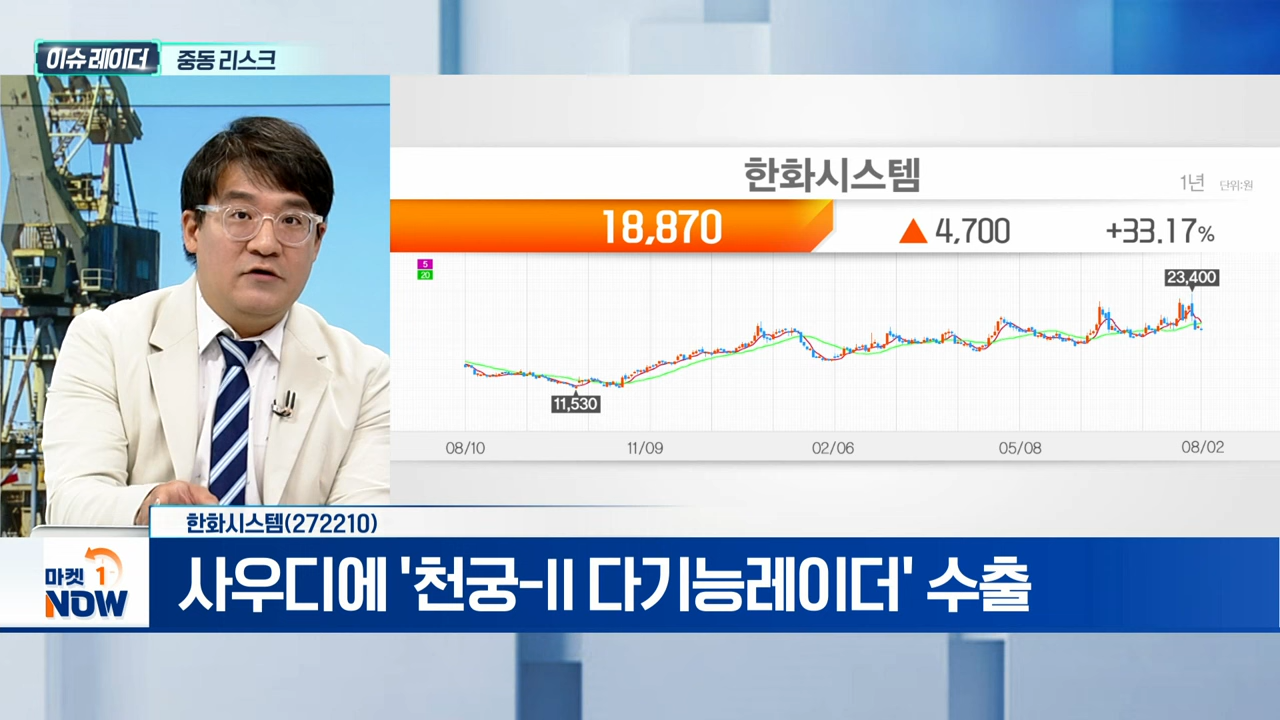 이슈 레이더 중동 리스크
한화시스템
1년 단위:원
18,870 ▲ 4,700 +33.17%
5
20
23,400
11,530
08/10 11/09 02/06 05/08 08/02
한화시스템(272210)
마켓 1
NOW
사우디에 '천궁-II 다기능레이더' 수출